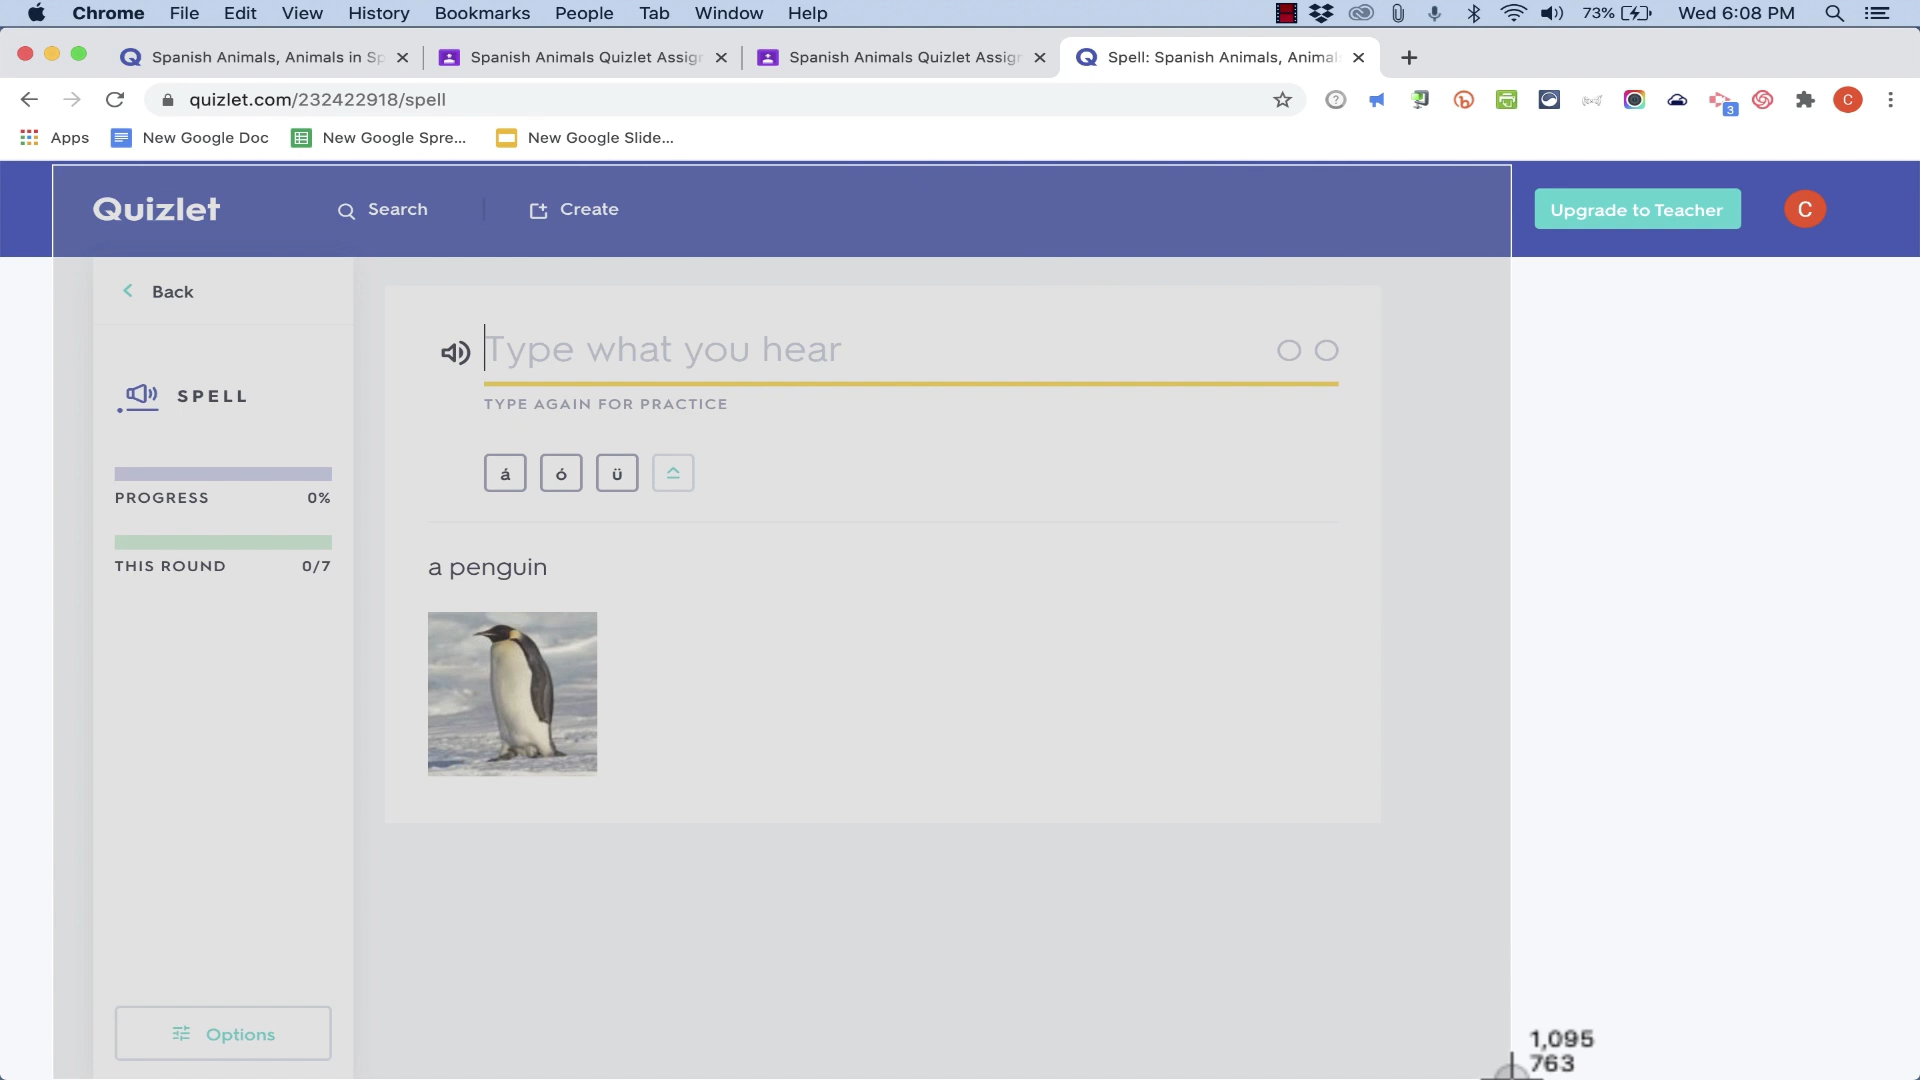 Chrome File Edit View History Bookmarks People Tab Window Help 73% Wed 6:08 PM
Spanish Animals, Animals in Sp
Spanish Animals Quizlet Assign
Spanish Animals Quizlet Assign
Spell: Spanish Animals, Animal
quizlet.com/232422918/spell
3
C
Apps New Google Doc New Google Spre... New Google Slide...
Quizlet Search Create Upgrade to Teacher C
Back
Type what you hear
TYPE AGAIN FOR PRACTICE
SPELL
á ó ü
PROGRESS 0%
THIS ROUND 0/7
a penguin
Options
1,095
763